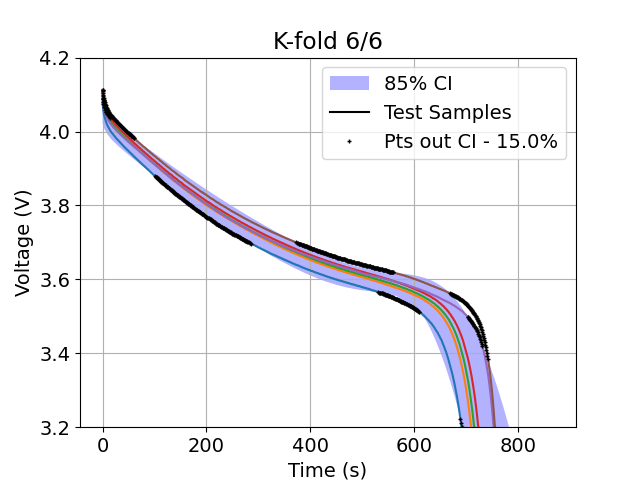 K-fold 6/6
4.2
4.0
3.8
3.6
3.4
3.2
Voltage (V)
85% CI
Test Samples
Pts out CI - 15.0%
0 200 400 600 800
Time (s)